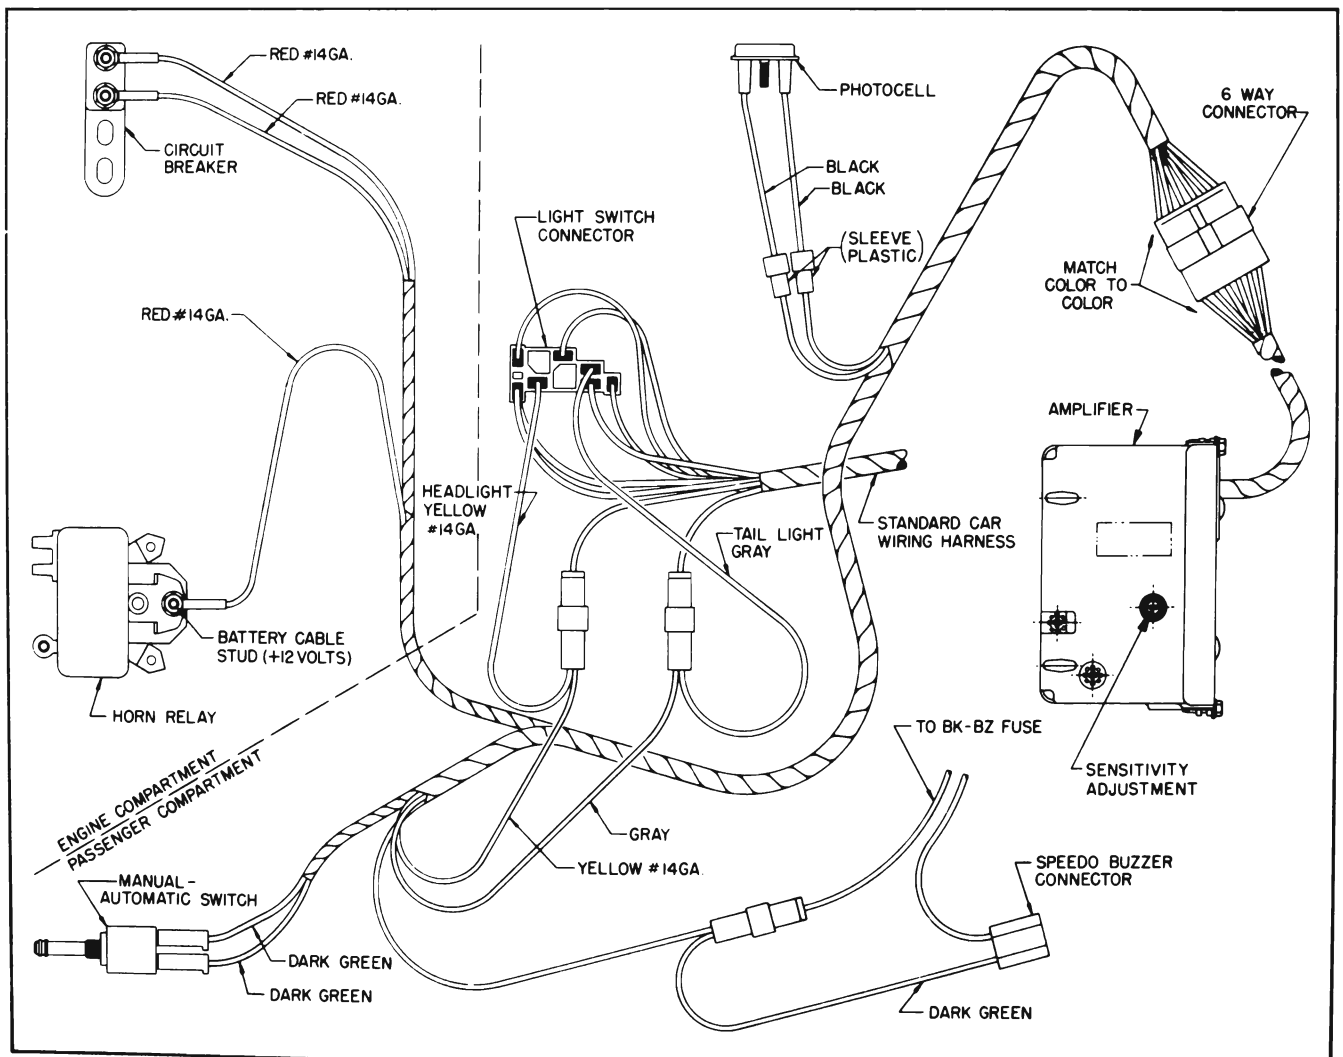 RED #14GA.
RED #14GA.
CIRCUIT
BREAKER
PHOTOCELL
6 WAY
CONNECTOR
BLACK
BLACK
LIGHT SWITCH
CONNECTOR
(SLEEVE
PLASTIC)
MATCH
COLOR TO
COLOR
RED #14GA.
AMPLIFIER
HEADLIGHT
YELLOW
#14GA.
TAIL LIGHT
GRAY
STANDARD CAR
WIRING HARNESS
BATTERY CABLE
STUD (+12 VOLTS)
HORN RELAY
TO BK-BZ FUSE
SENSITIVITY
ADJUSTMENT
ENGINE COMPARTMENT
PASSENGER COMPARTMENT
GRAY
YELLOW #14GA.
SPEEDO BUZZER
CONNECTOR
MANUAL-
AUTOMATIC SWITCH
DARK GREEN
DARK GREEN
DARK GREEN